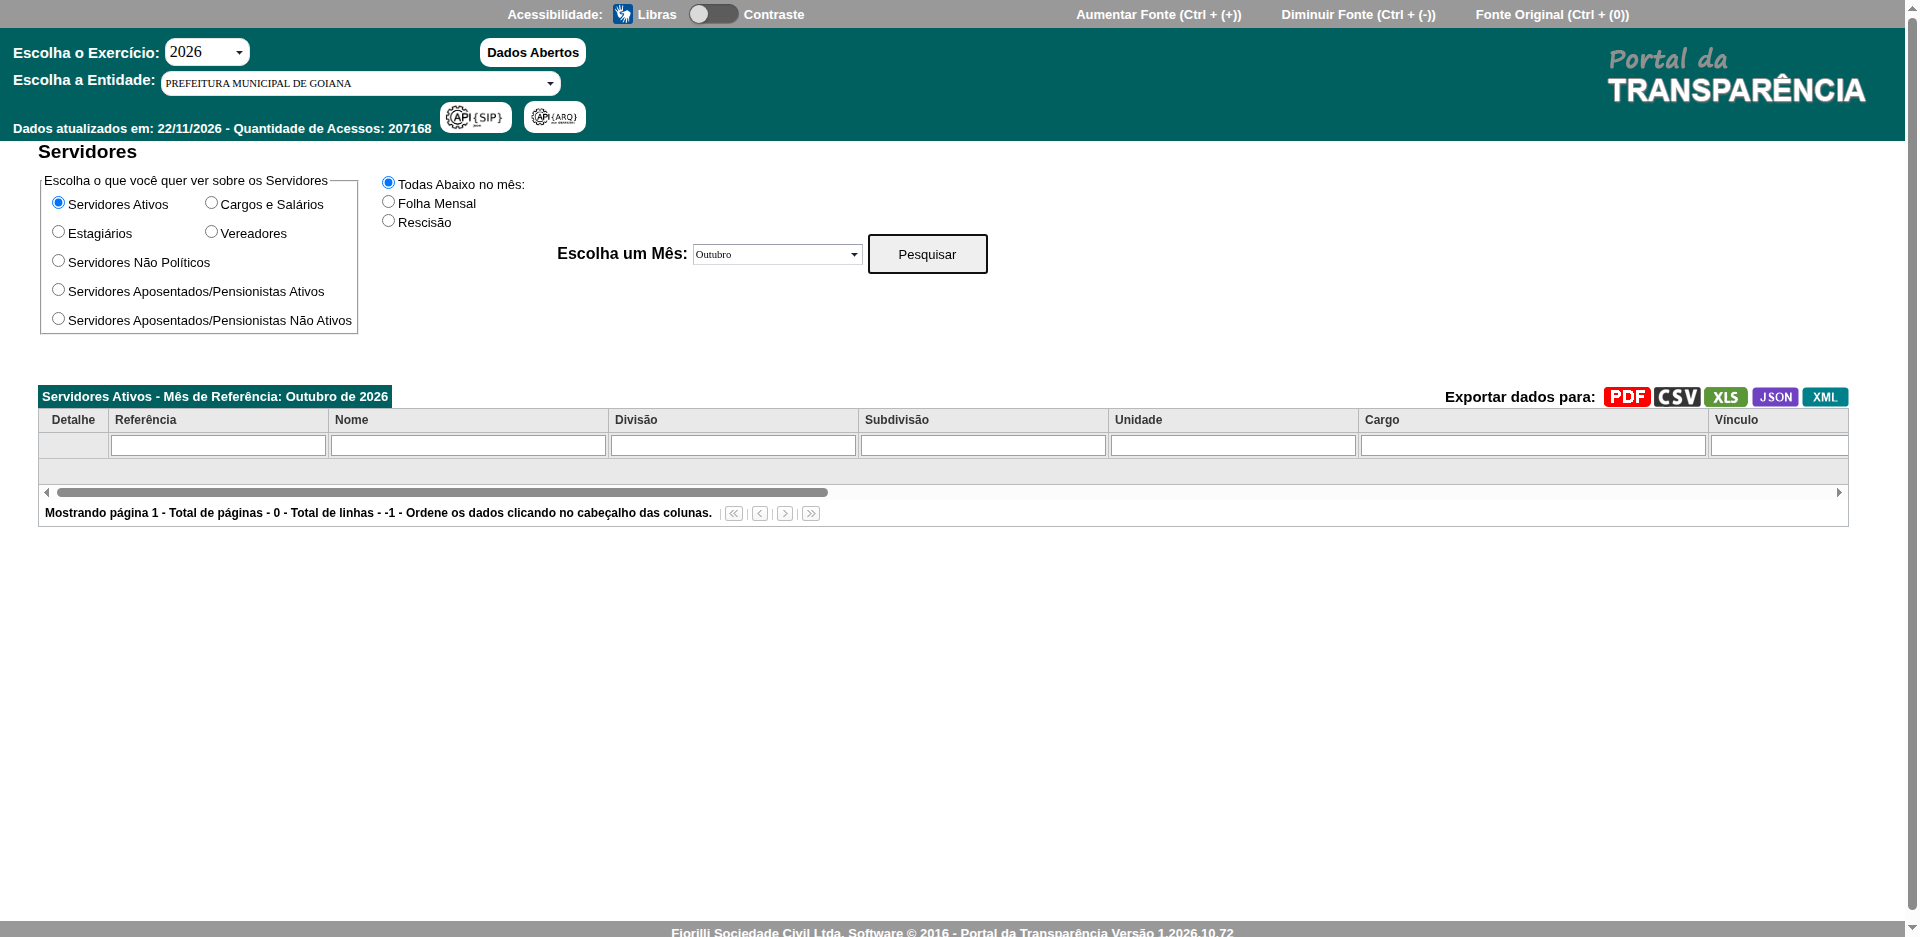 Acessibilidade: Libras Contraste Aumentar Fonte (Ctrl + (+)) Diminuir Fonte (Ctrl + (-)) Fonte Original (Ctrl + (0))
Escolha o Exercício: 2026 Dados Abertos
Escolha a Entidade: PREFEITURA MUNICIPAL DE GOIANA
Portal da
TRANSPARÊNCIA
Dados atualizados em: 22/11/2026 - Quantidade de Acessos: 207168 API {SIP} API {ARQ}
Servidores
Escolha o que você quer ver sobre os Servidores
Servidores Ativos Cargos e Salários
Estagiários Vereadores
Servidores Não Políticos
Servidores Aposentados/Pensionistas Ativos
Servidores Aposentados/Pensionistas Não Ativos
Todas Abaixo no mês:
Folha Mensal
Rescisão
Escolha um Mês: Outubro Pesquisar
Servidores Ativos - Mês de Referência: Outubro de 2026 Exportar dados para: PDF CSV XLS JSON XML
Detalhe Referência Nome Divisão Subdivisão Unidade Cargo Vínculo
Mostrando página 1 - Total de páginas - 0 - Total de linhas - -1 - Ordene os dados clicando no cabeçalho das colunas.
Fiorilli Sociedade Civil Ltda. Software © 2016 - Portal da Transparência Versão 1.2026.10.72